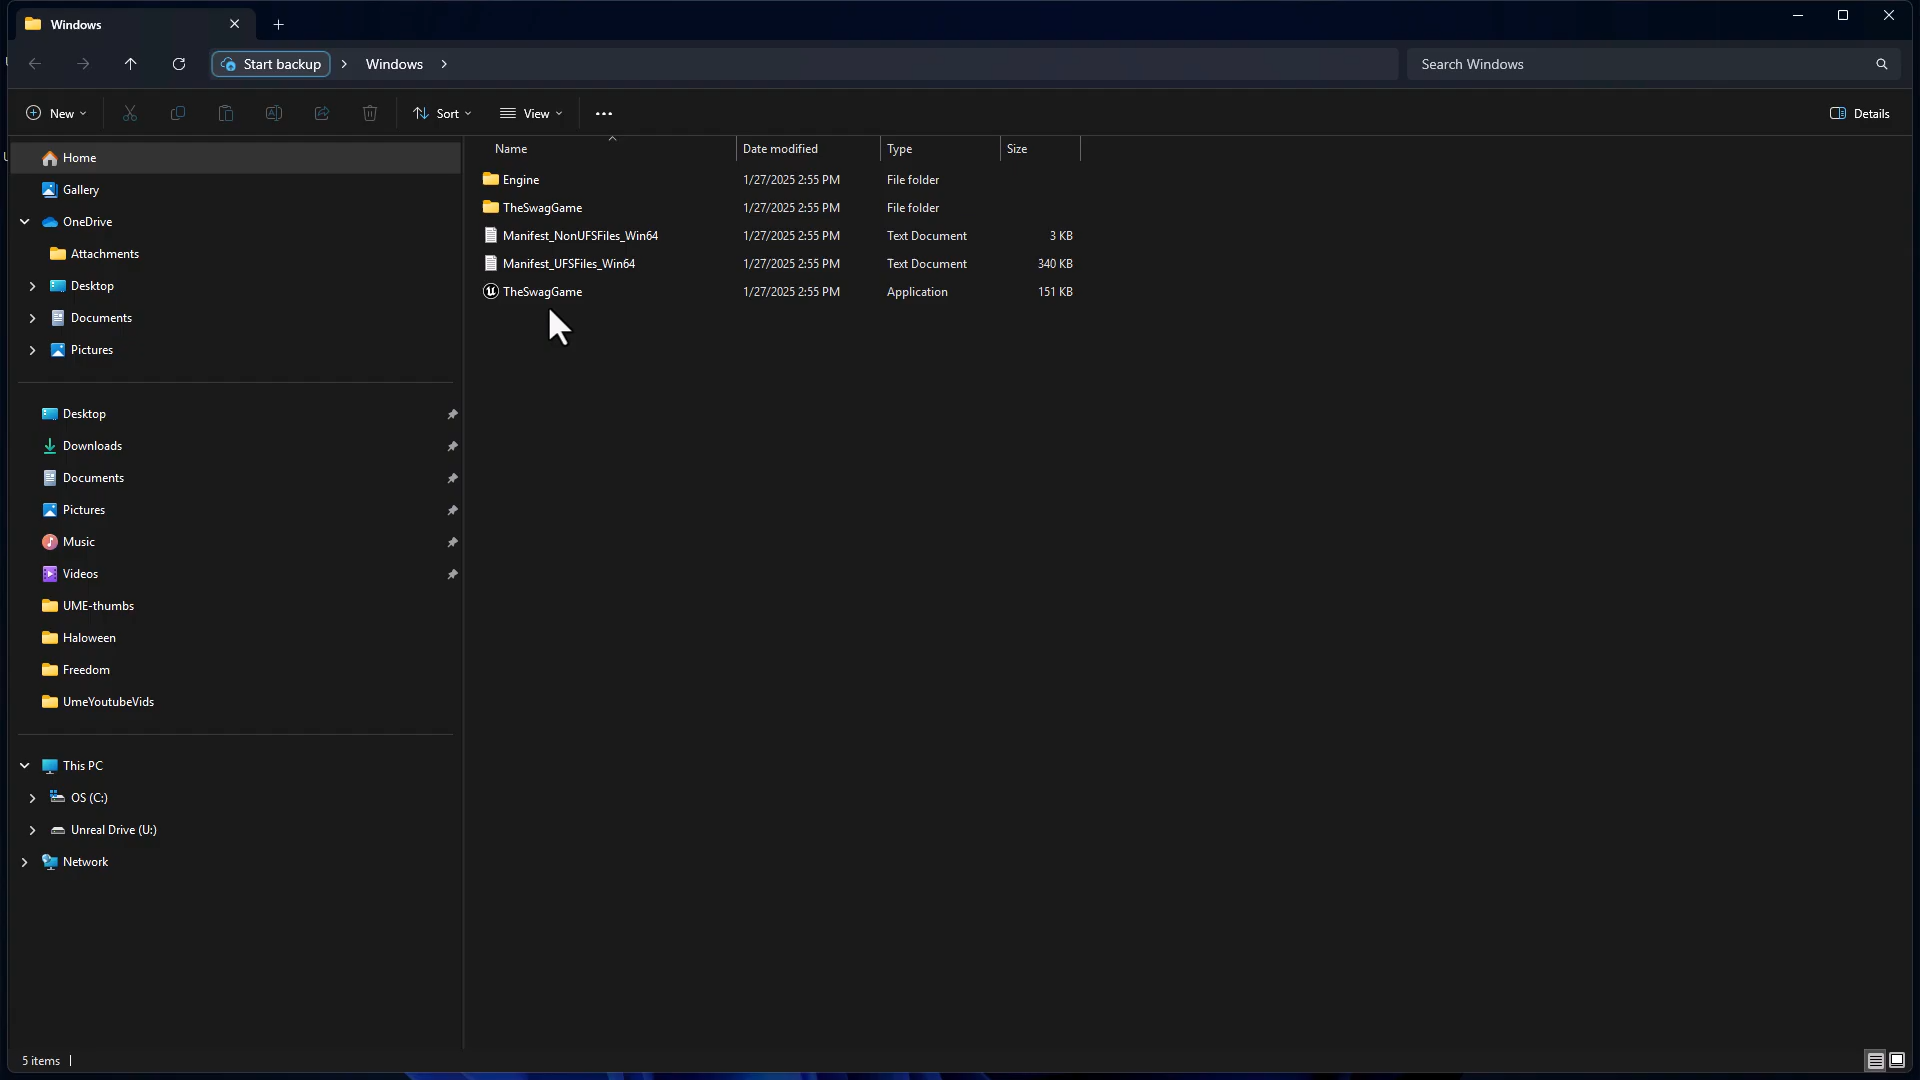 Windows
Start backup
Windows
Search Windows
New
Sort
View
Details
Home
Gallery
OneDrive
Attachments
Desktop
Documents
Pictures
Desktop
Downloads
Documents
Pictures
Music
Videos
UME-thumbs
Haloween
Freedom
UmeYoutubeVids
This PC
OS (C:)
Unreal Drive (U:)
Network
Name Date modified Type Size
Engine 1/27/2025 2:55 PM File folder
TheSwagGame 1/27/2025 2:55 PM File folder
Manifest_NonUFSFiles_Win64 1/27/2025 2:55 PM Text Document 3 KB
Manifest_UFSFiles_Win64 1/27/2025 2:55 PM Text Document 340 KB
TheSwagGame 1/27/2025 2:55 PM Application 151 KB
5 items